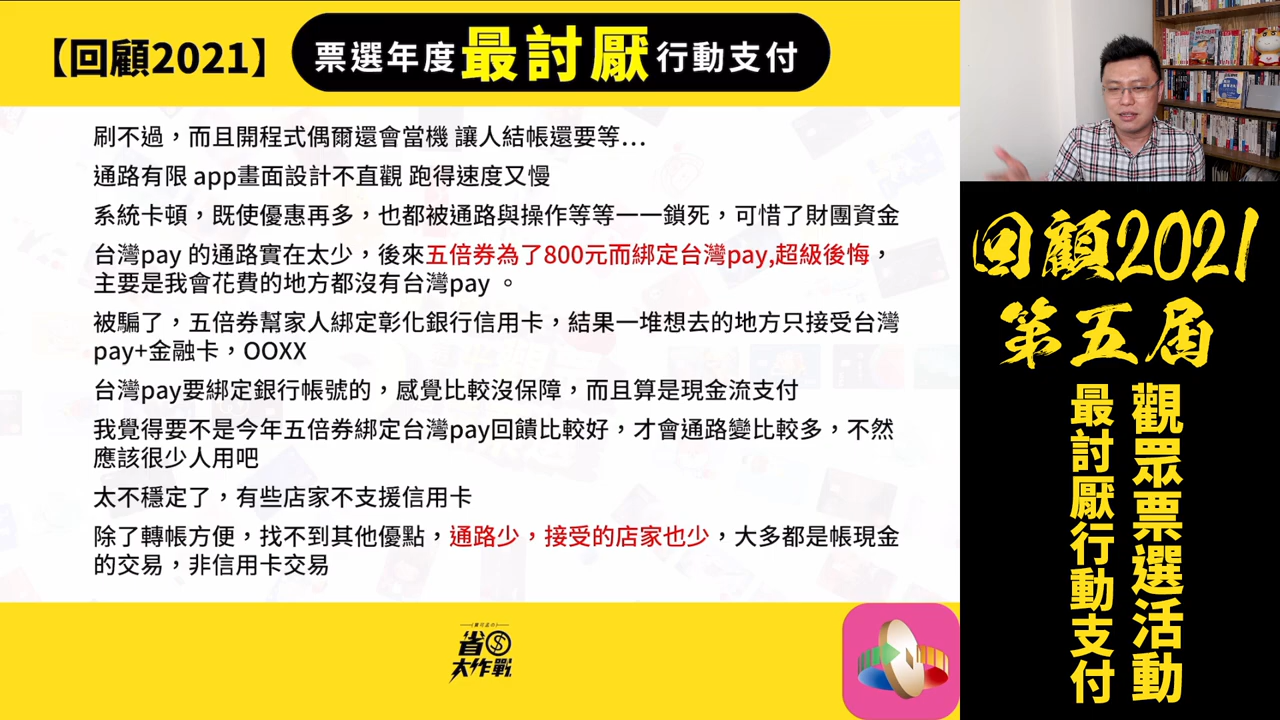 【回顧2021】
票選年度最討厭行動支付
刷不過，而且開程式偶爾還會當機 讓人結帳還要等…
通路有限 app畫面設計不直觀 跑得速度又慢
系統卡頓，既使優惠再多，也都被通路與操作等等一一鎖死，可惜了財團資金
台灣pay 的通路實在太少，後來五倍券為了800元而綁定台灣pay,超級後悔，
主要是我會花費的地方都沒有台灣pay 。
被騙了，五倍券幫家人綁定彰化銀行信用卡，結果一堆想去的地方只接受台灣
pay+金融卡，OOXX
台灣pay要綁定銀行帳號的，感覺比較沒保障，而且算是現金流支付
我覺得要不是今年五倍券綁定台灣pay回饋比較好，才會通路變比較多，不然
應該很少人用吧
太不穩定了，有些店家不支援信用卡
除了轉帳方便，找不到其他優點，通路少，接受的店家也少，大多都是帳現金
的交易，非信用卡交易
省
大作戰
回顧2021
第五屆
觀眾票選活動
最討厭行動支付